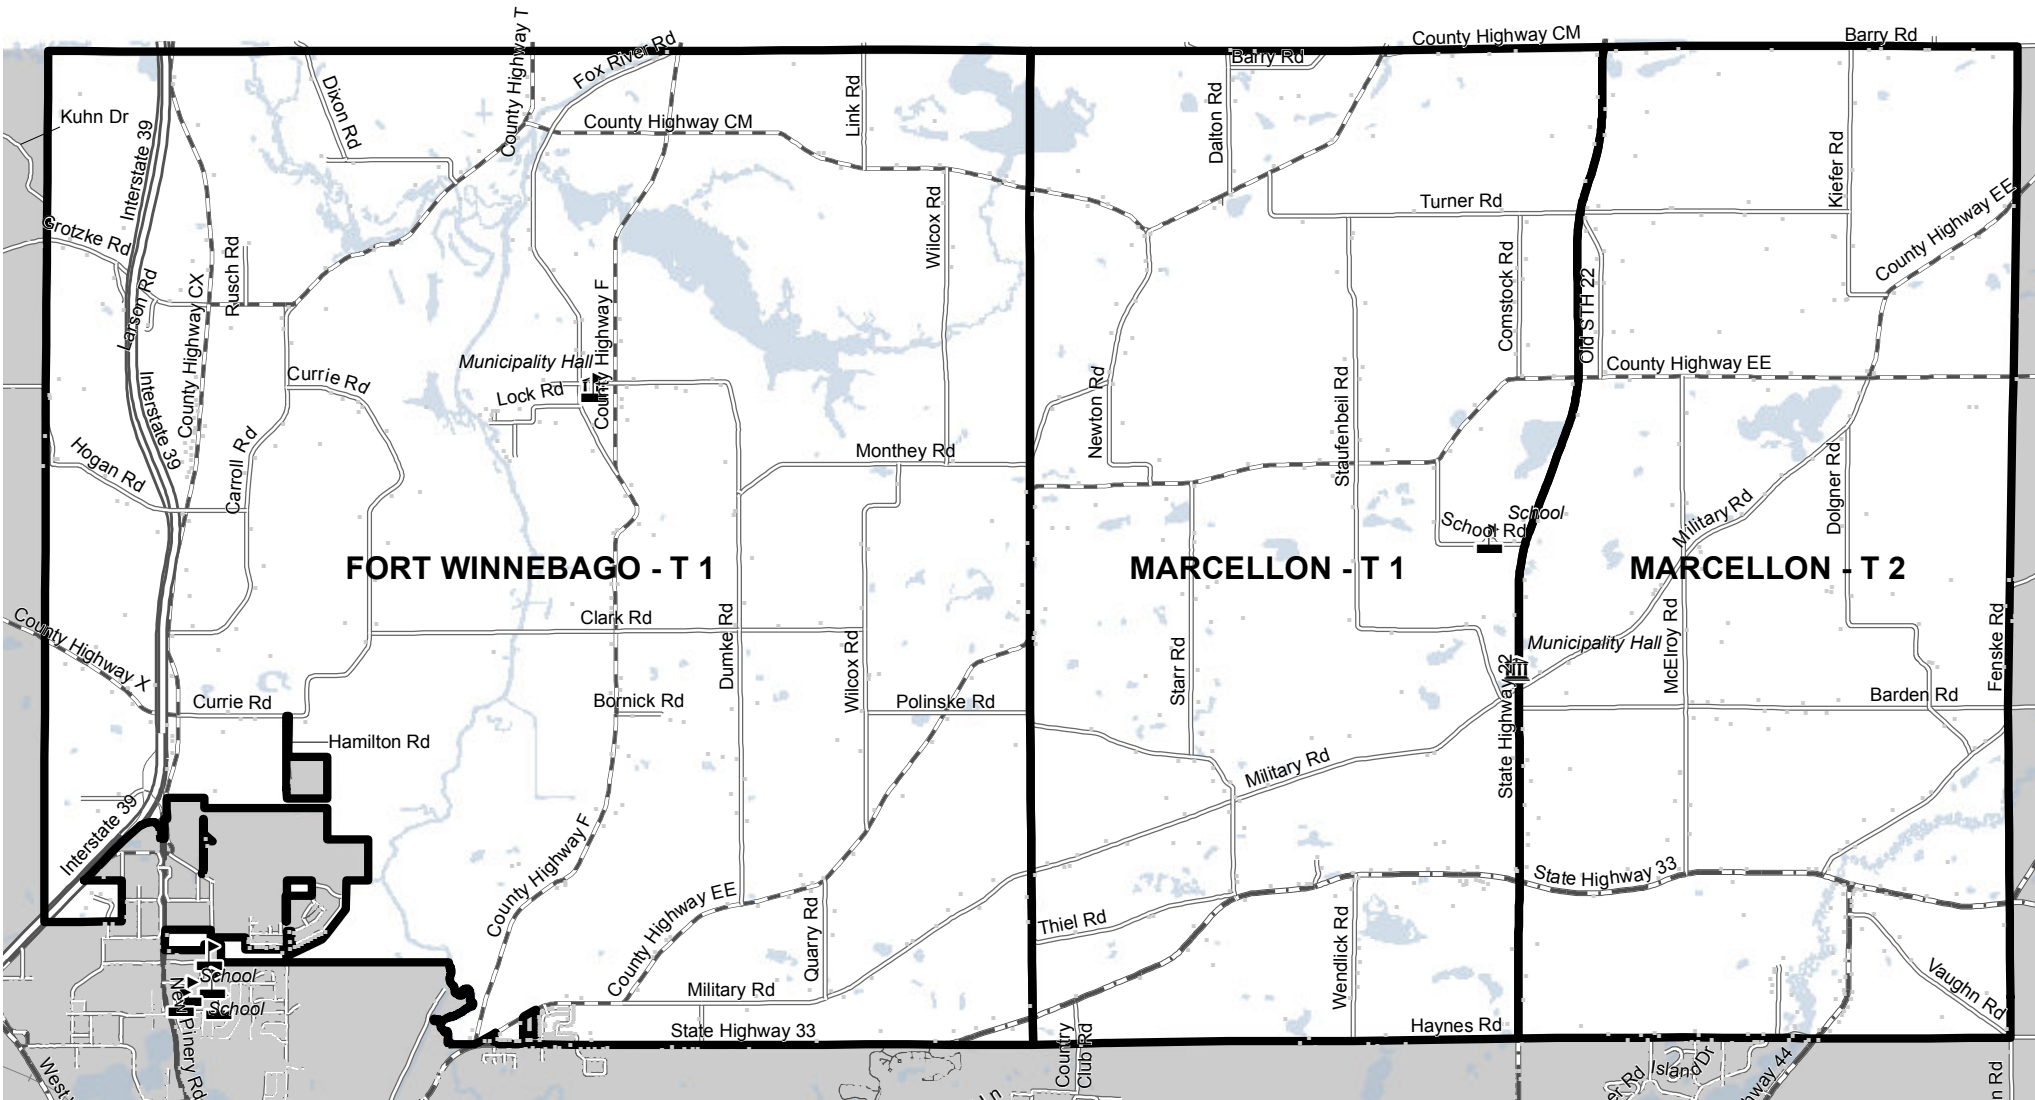 County Highway T
Fox River Rd
County Highway CM
Barry Rd
Barry Rd
Dixon Rd
Kuhn Dr
Interstate 39
County Highway CM
Link Rd
Dalton Rd
Kiefer Rd
Turner Rd
Wilcox Rd
Grotzke Rd
Rusch Rd
County Highway EE
Larson Rd
County Highway CX
County Highway F
Comstock Rd
Old STH 22
Municipality Hall
County Highway EE
Currie Rd
Lock Rd
Interstate 39
Newton Rd
Staufenbeil Rd
Carroll Rd
Hogan Rd
Monthey Rd
Dolgner Rd
Military Rd
School
School Rd
FORT WINNEBAGO - T 1
MARCELLON - T 1
MARCELLON - T 2
County Highway X
Clark Rd
Dumke Rd
Wilcox Rd
Starr Rd
Municipality Hall
McElroy Rd
Fenske Rd
Currie Rd
Bornick Rd
Polinske Rd
Barden Rd
State Highway 22
Hamilton Rd
Military Rd
Interstate 39
County Highway F
County Highway EE
State Highway 33
Quarry Rd
Thiel Rd
Wendlick Rd
School
Military Rd
Vaughn Rd
New Pinery Rd
School
State Highway 33
Haynes Rd
Country
Club Rd
West
Island Dr
er Rd
hway 44
n Rd
Ln